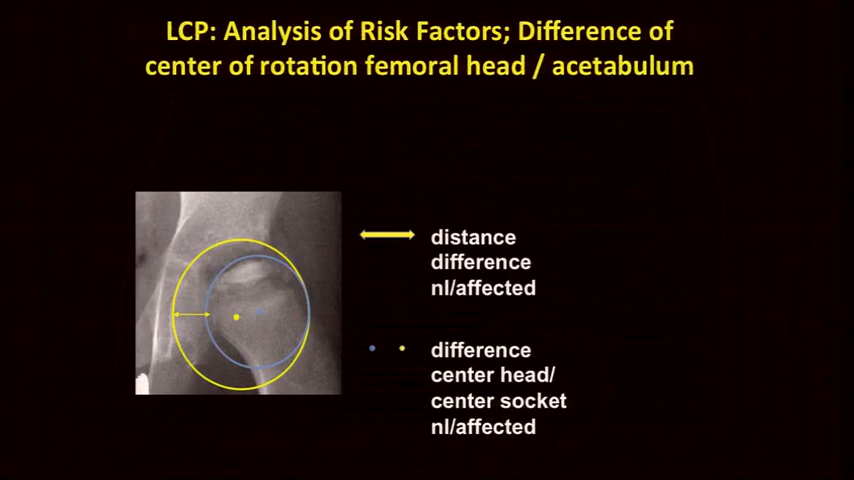 LCP: Analysis of Risk Factors; Difference of
center of rotation femoral head / acetabulum
distance
difference
nl/affected
difference
center head/
center socket
nl/affected